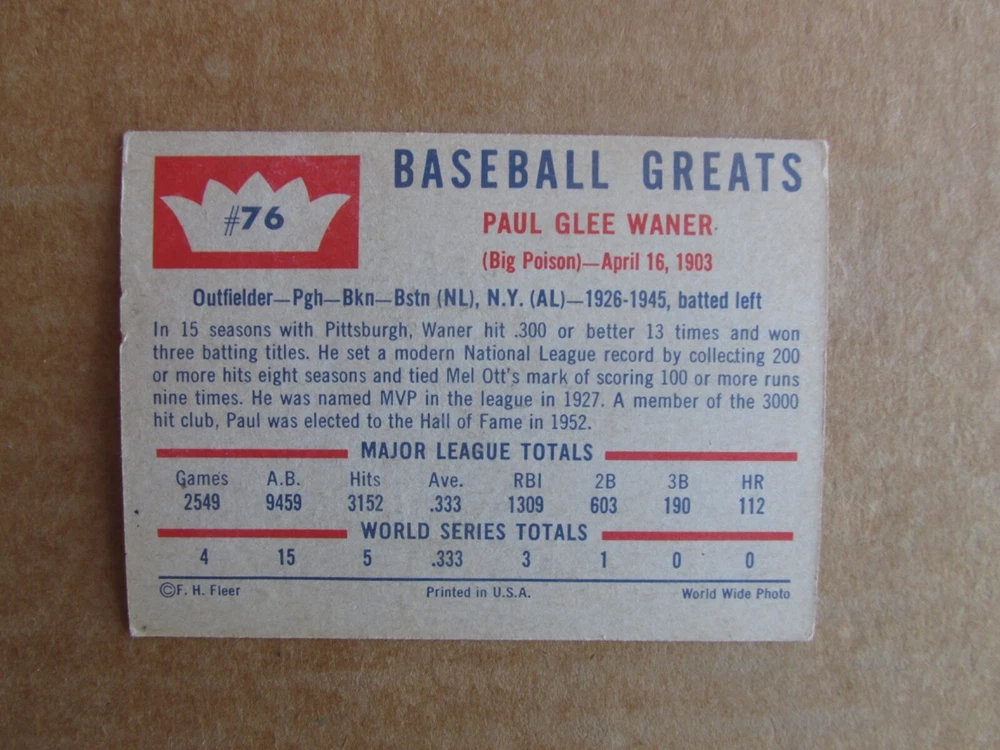 #76
BASEBALL GREATS
PAUL GLEE WANER
(Big Poison)—April 16, 1903
Outfielder—Pgh—Bkn—Bstn (NL), N.Y. (AL)—1926-1945, batted left
In 15 seasons with Pittsburgh, Waner hit .300 or better 13 times and won
three batting titles. He set a modern National League record by collecting 200
or more hits eight seasons and tied Mel Ott's mark of scoring 100 or more runs
nine times. He was named MVP in the league in 1927. A member of the 3000
hit club, Paul was elected to the Hall of Fame in 1952.
MAJOR LEAGUE TOTALS
Games A.B. Hits Ave. RBI 2B 3B HR
2549 9459 3152 .333 1309 603 190 112
WORLD SERIES TOTALS
4 15 5 .333 3 1 0 0
©F. H. Fleer Printed in U.S.A. World Wide Photo